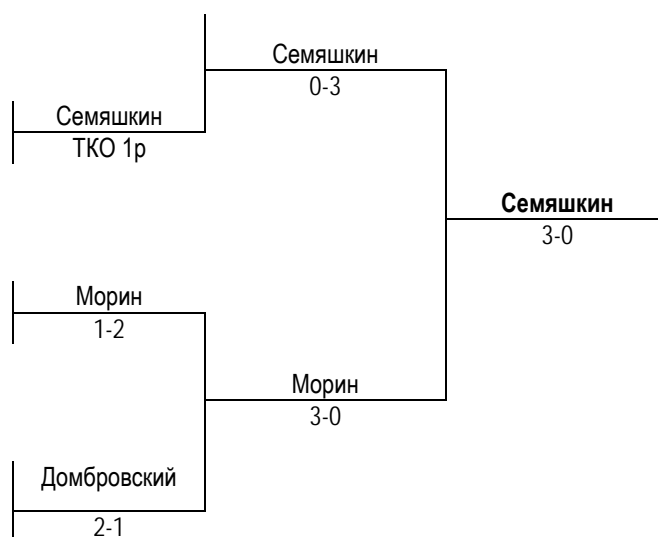 Семяшкин
0-3
Семяшкин
ТКО 1р
Семяшкин
3-0
Морин
1-2
Морин
3-0
Домбровский
2-1